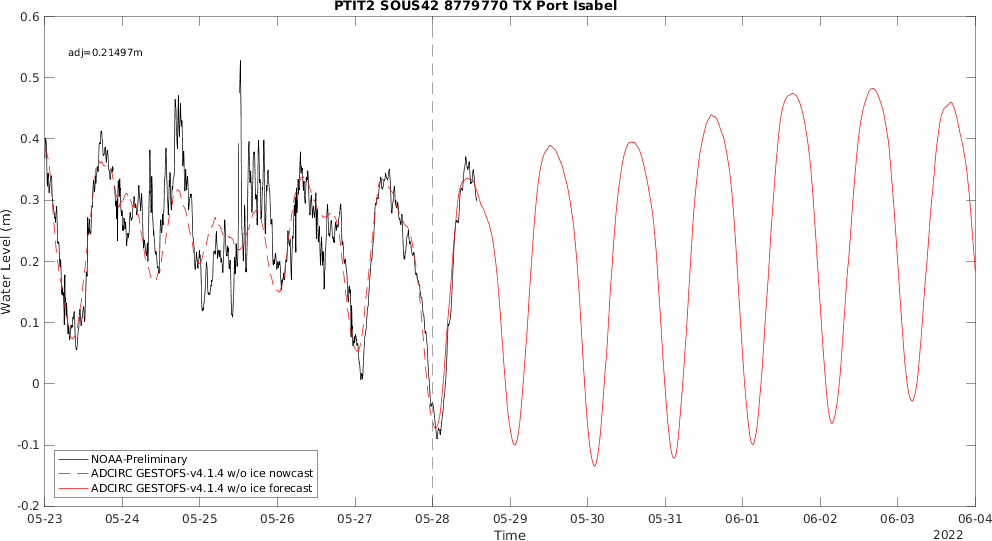 PTIT2 SOUS42 8779770 TX Port Isabel
adj=0.21497m
0.6
0.5
0.4
0.3
0.2
0.1
0
-0.1
-0.2
Water Level (m)
NOAA-Preliminary
ADCIRC GESTOFS-v4.1.4 w/o ice nowcast
ADCIRC GESTOFS-v4.1.4 w/o ice forecast
05-23 05-24 05-25 05-26 05-27 05-28 05-29 05-30 05-31 06-01 06-02 06-03 06-04
Time
2022